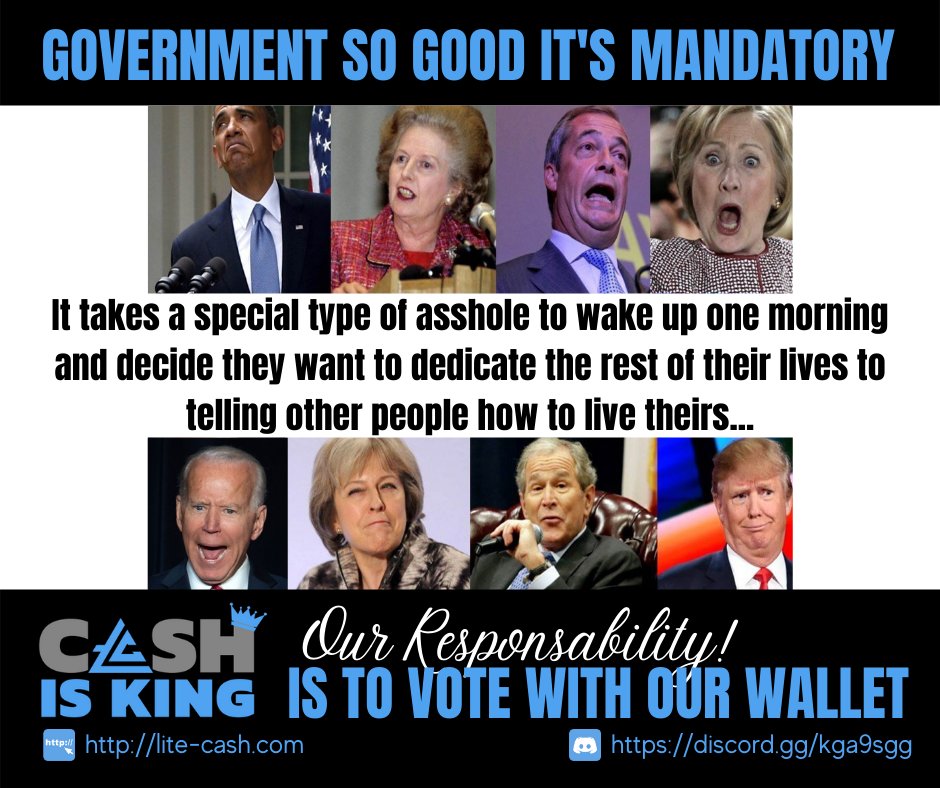 GOVERNMENT SO GOOD IT'S MANDATORY
It takes a special type of asshole to wake up one morning
and decide they want to dedicate the rest of their lives to
telling other people how to live theirs...
CASH
IS KING
Our Responsability!
IS TO VOTE WITH OUR WALLET
http://
http://lite-cash.com
https://discord.gg/kga9sgg